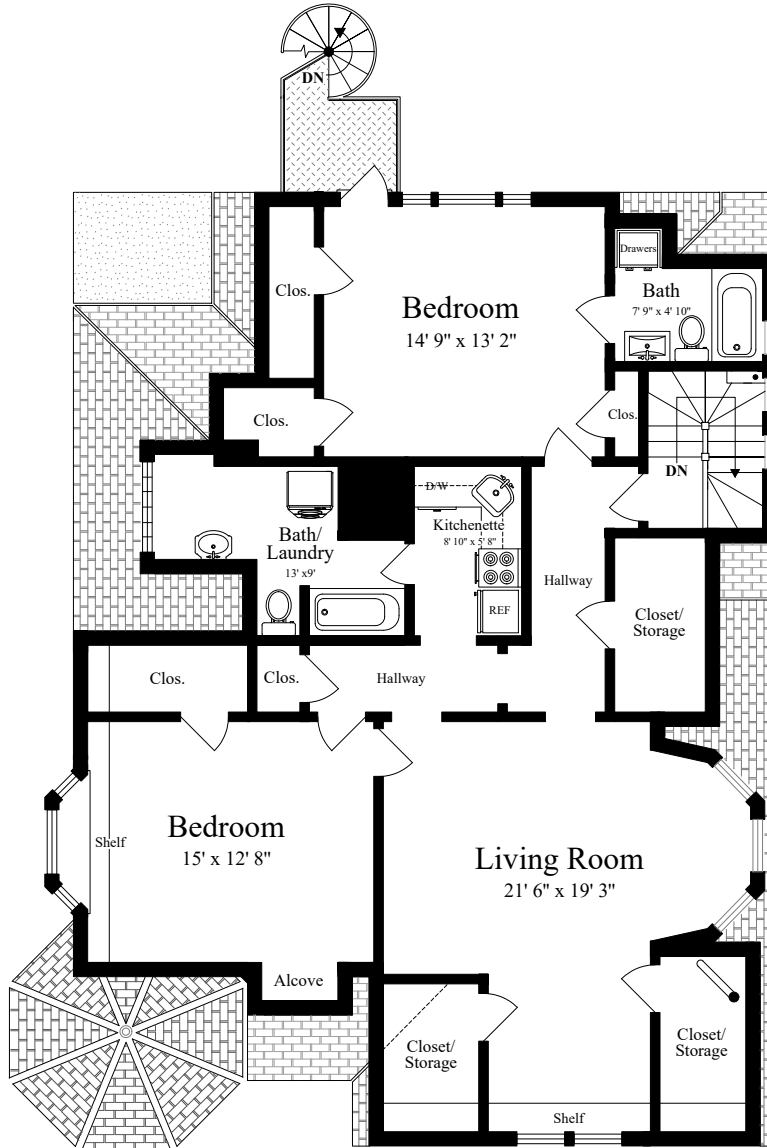 DN
Drawers
Bath
7' 9" x 4' 10"
Clos.
Bedroom
14' 9" x 13' 2"
Clos.
Clos.
DN
D/W
Kitchenette
8' 10" x 5' 8"
Bath/
Laundry
13' x9'
Hallway
REF
Closet/
Storage
Clos.
Clos.
Hallway
Bedroom
15' x 12' 8"
Shelf
Living Room
21' 6" x 19' 3"
Alcove
Closet/
Storage
Closet/
Storage
Shelf